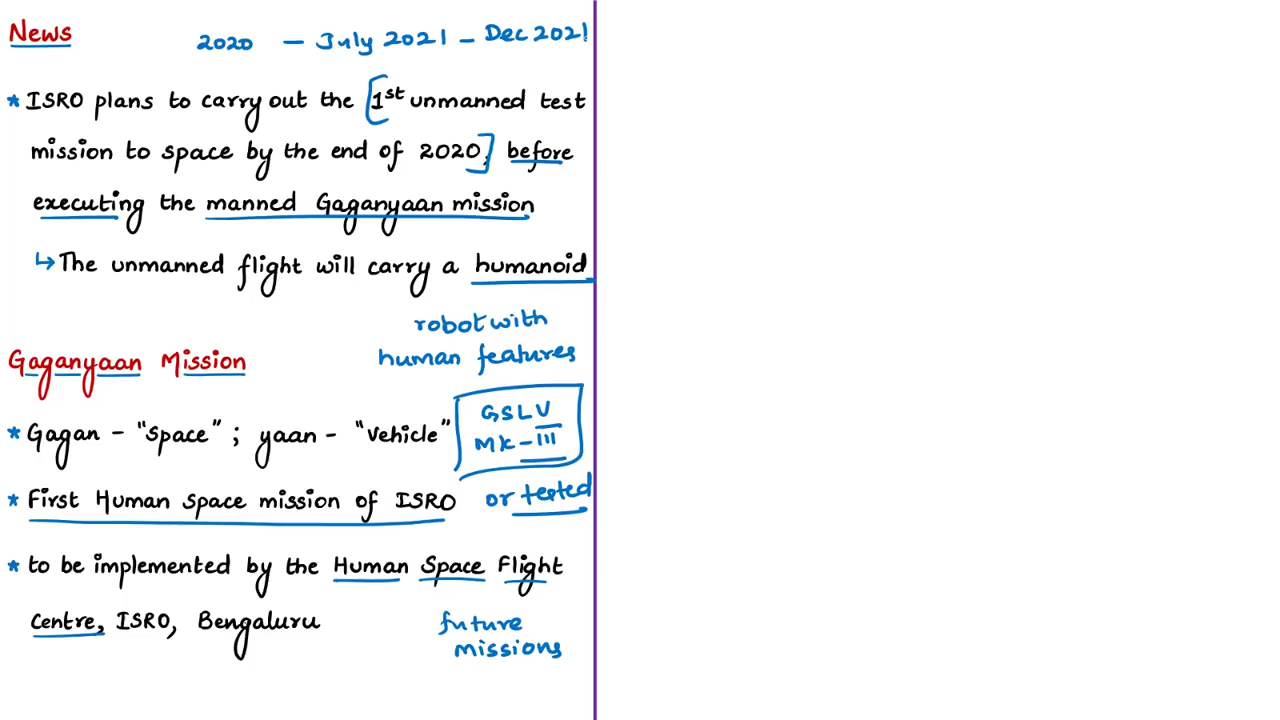 News
2020 — July 2021 – Dec 2021
* ISRO plans to carry out the [1st unmanned test
mission to space by the end of 2020,] before
executing the manned Gaganyaan mission
↳ The unmanned flight will carry a humanoid
robot with
human features
Gaganyaan Mission
* Gagan – "Space" ; yaan – "Vehicle"
GSLV
MK – III
* First Human Space mission of ISRO
or tested
* to be implemented by the Human Space Flight
Centre, ISRO, Bengaluru
future
missions